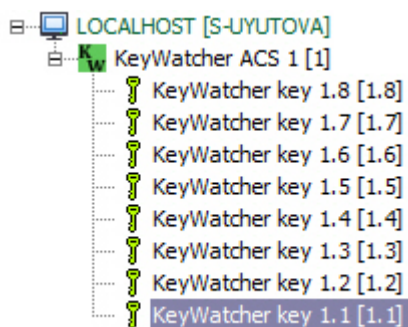 LOCALHOST [S-UYUTOVA]
KW KeyWatcher ACS 1 [1]
KeyWatcher key 1.8 [1.8]
KeyWatcher key 1.7 [1.7]
KeyWatcher key 1.6 [1.6]
KeyWatcher key 1.5 [1.5]
KeyWatcher key 1.4 [1.4]
KeyWatcher key 1.3 [1.3]
KeyWatcher key 1.2 [1.2]
KeyWatcher key 1.1 [1.1]